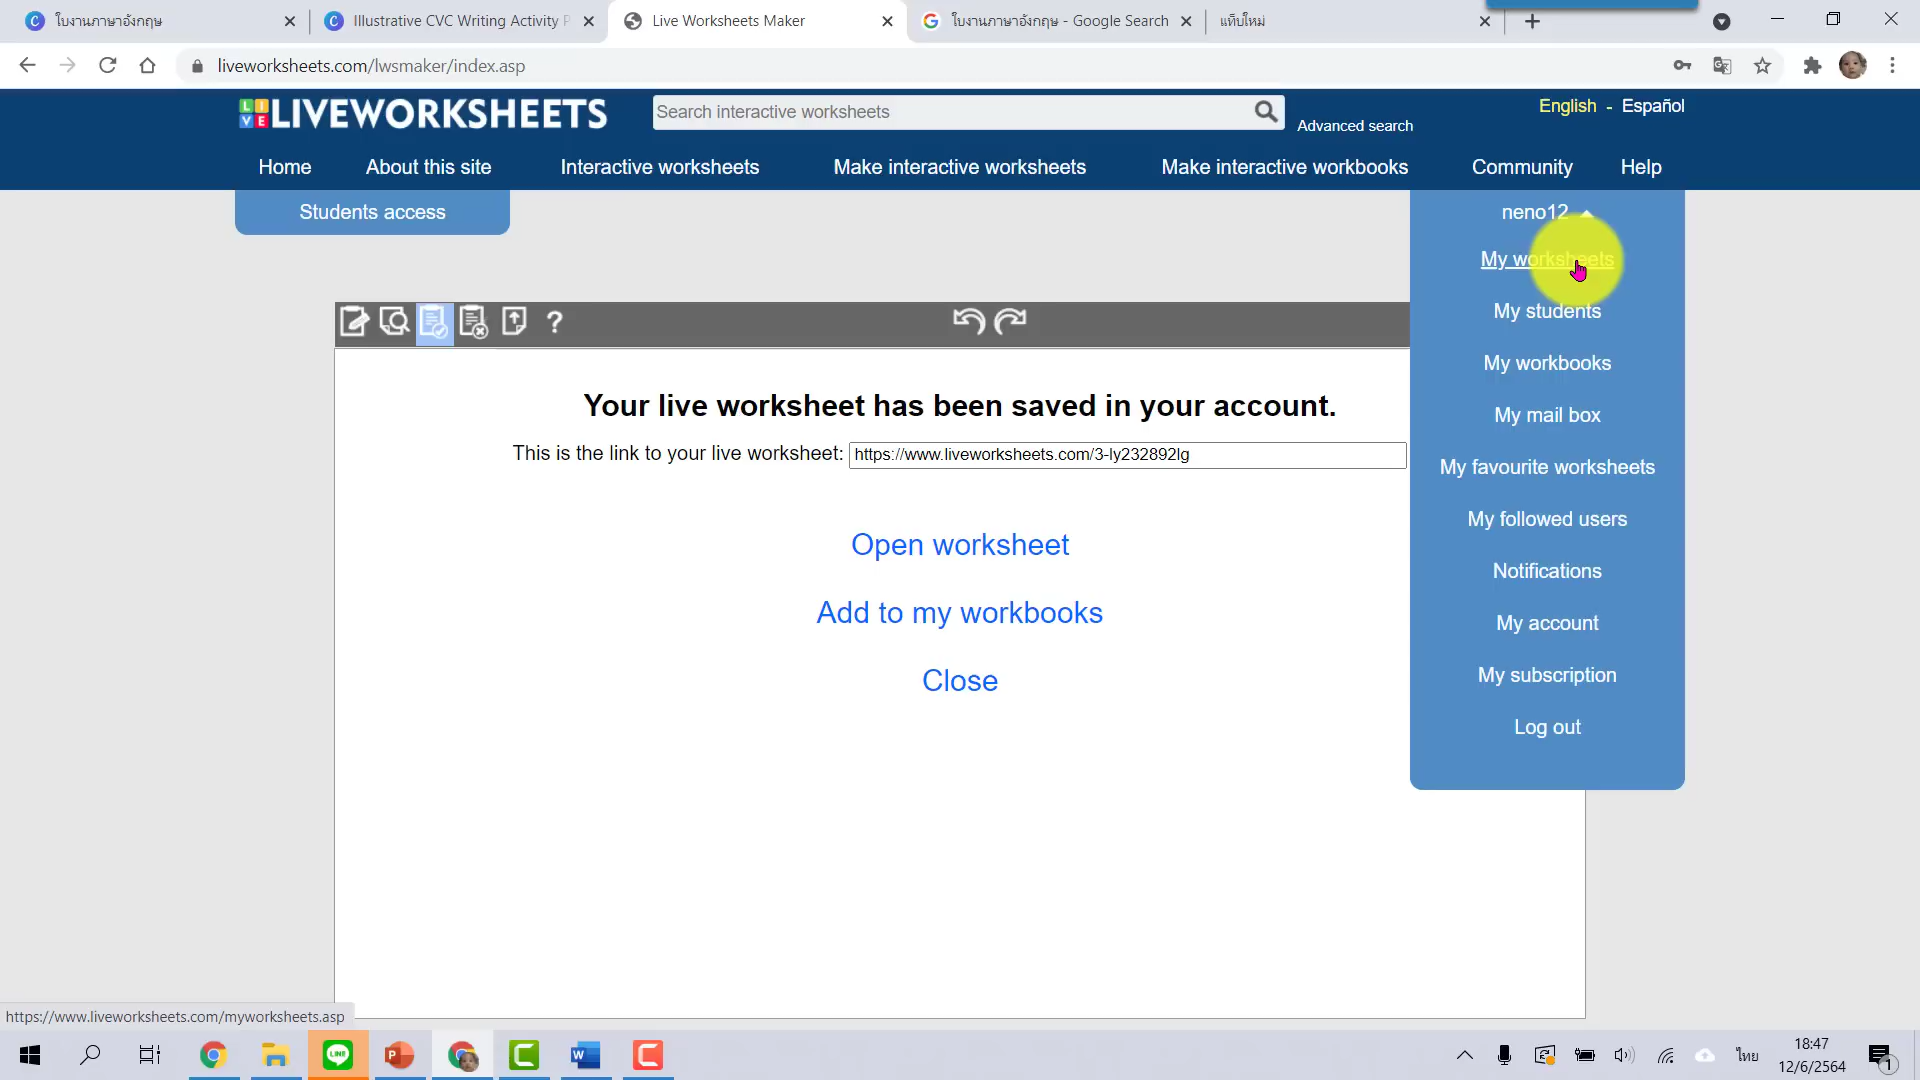 ใบงานภาษาอังกฤษ
Illustrative CVC Writing Activity P
Live Worksheets Maker
ใบงานภาษาอังกฤษ - Google Search
แท็บใหม่
liveworksheets.com/lwsmaker/index.asp
LIVE LIVEWORKSHEETS
Search interactive worksheets
Advanced search
English - Español
Home
About this site
Interactive worksheets
Make interactive worksheets
Make interactive workbooks
Community
Help
Students access
neno12
My worksheets
My students
My workbooks
My mail box
My favourite worksheets
My followed users
Notifications
My account
My subscription
Log out
?
Your live worksheet has been saved in your account.
This is the link to your live worksheet: https://www.liveworksheets.com/3-ly232892lg
Open worksheet
Add to my workbooks
Close
https://www.liveworksheets.com/myworksheets.asp
LINE
ไทย
18:47
12/6/2564
1